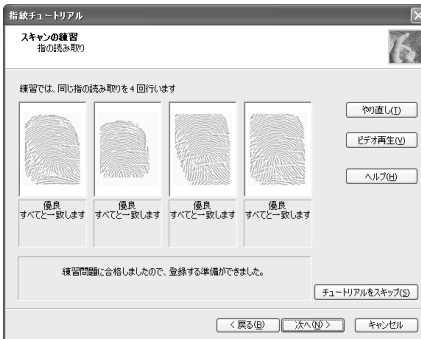 指紋チュートリアル
スキャンの練習
指の読み取り
練習では、同じ指の読み取りを4回行います
やり直し(T)
ビデオ再生(V)
ヘルプ(H)
優良
すべてと一致します
優良
すべてと一致します
優良
すべてと一致します
優良
すべてと一致します
練習問題に合格しましたので、登録する準備ができました。
チュートリアルをスキップ(S)
< 戻る(B)
次へ(N) >
キャンセル